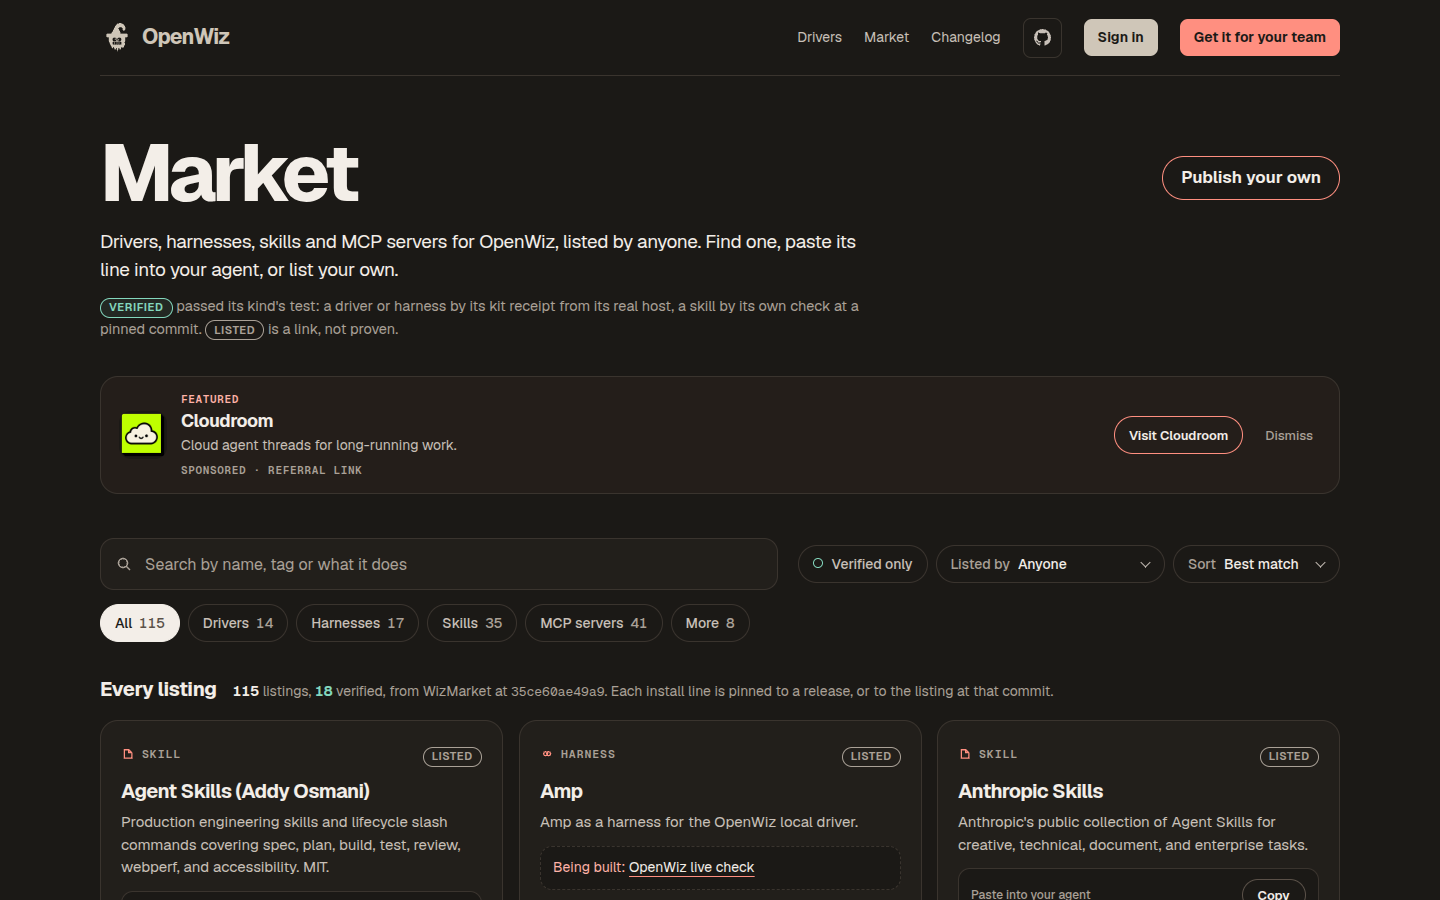 OpenWiz
Drivers Market Changelog Sign in Get it for your team
Market
Publish your own
Drivers, harnesses, skills and MCP servers for OpenWiz, listed by anyone. Find one, paste its
line into your agent, or list your own.
VERIFIED passed its kind's test: a driver or harness by its kit receipt from its real host, a skill by its own check at a
pinned commit. LISTED is a link, not proven.
FEATURED
Cloudroom
Cloud agent threads for long-running work.
SPONSORED · REFERRAL LINK
Visit Cloudroom Dismiss
Search by name, tag or what it does
Verified only Listed by Anyone Sort Best match
All 115 Drivers 14 Harnesses 17 Skills 35 MCP servers 41 More 8
Every listing 115 listings, 18 verified, from WizMarket at 35ce60ae49a9. Each install line is pinned to a release, or to the listing at that commit.
SKILL LISTED
Agent Skills (Addy Osmani)
Production engineering skills and lifecycle slash
commands covering spec, plan, build, test, review,
webperf, and accessibility. MIT.
HARNESS LISTED
Amp
Amp as a harness for the OpenWiz local driver.
Being built: OpenWiz live check
SKILL LISTED
Anthropic Skills
Anthropic's public collection of Agent Skills for
creative, technical, document, and enterprise tasks.
Paste into your agent Copy